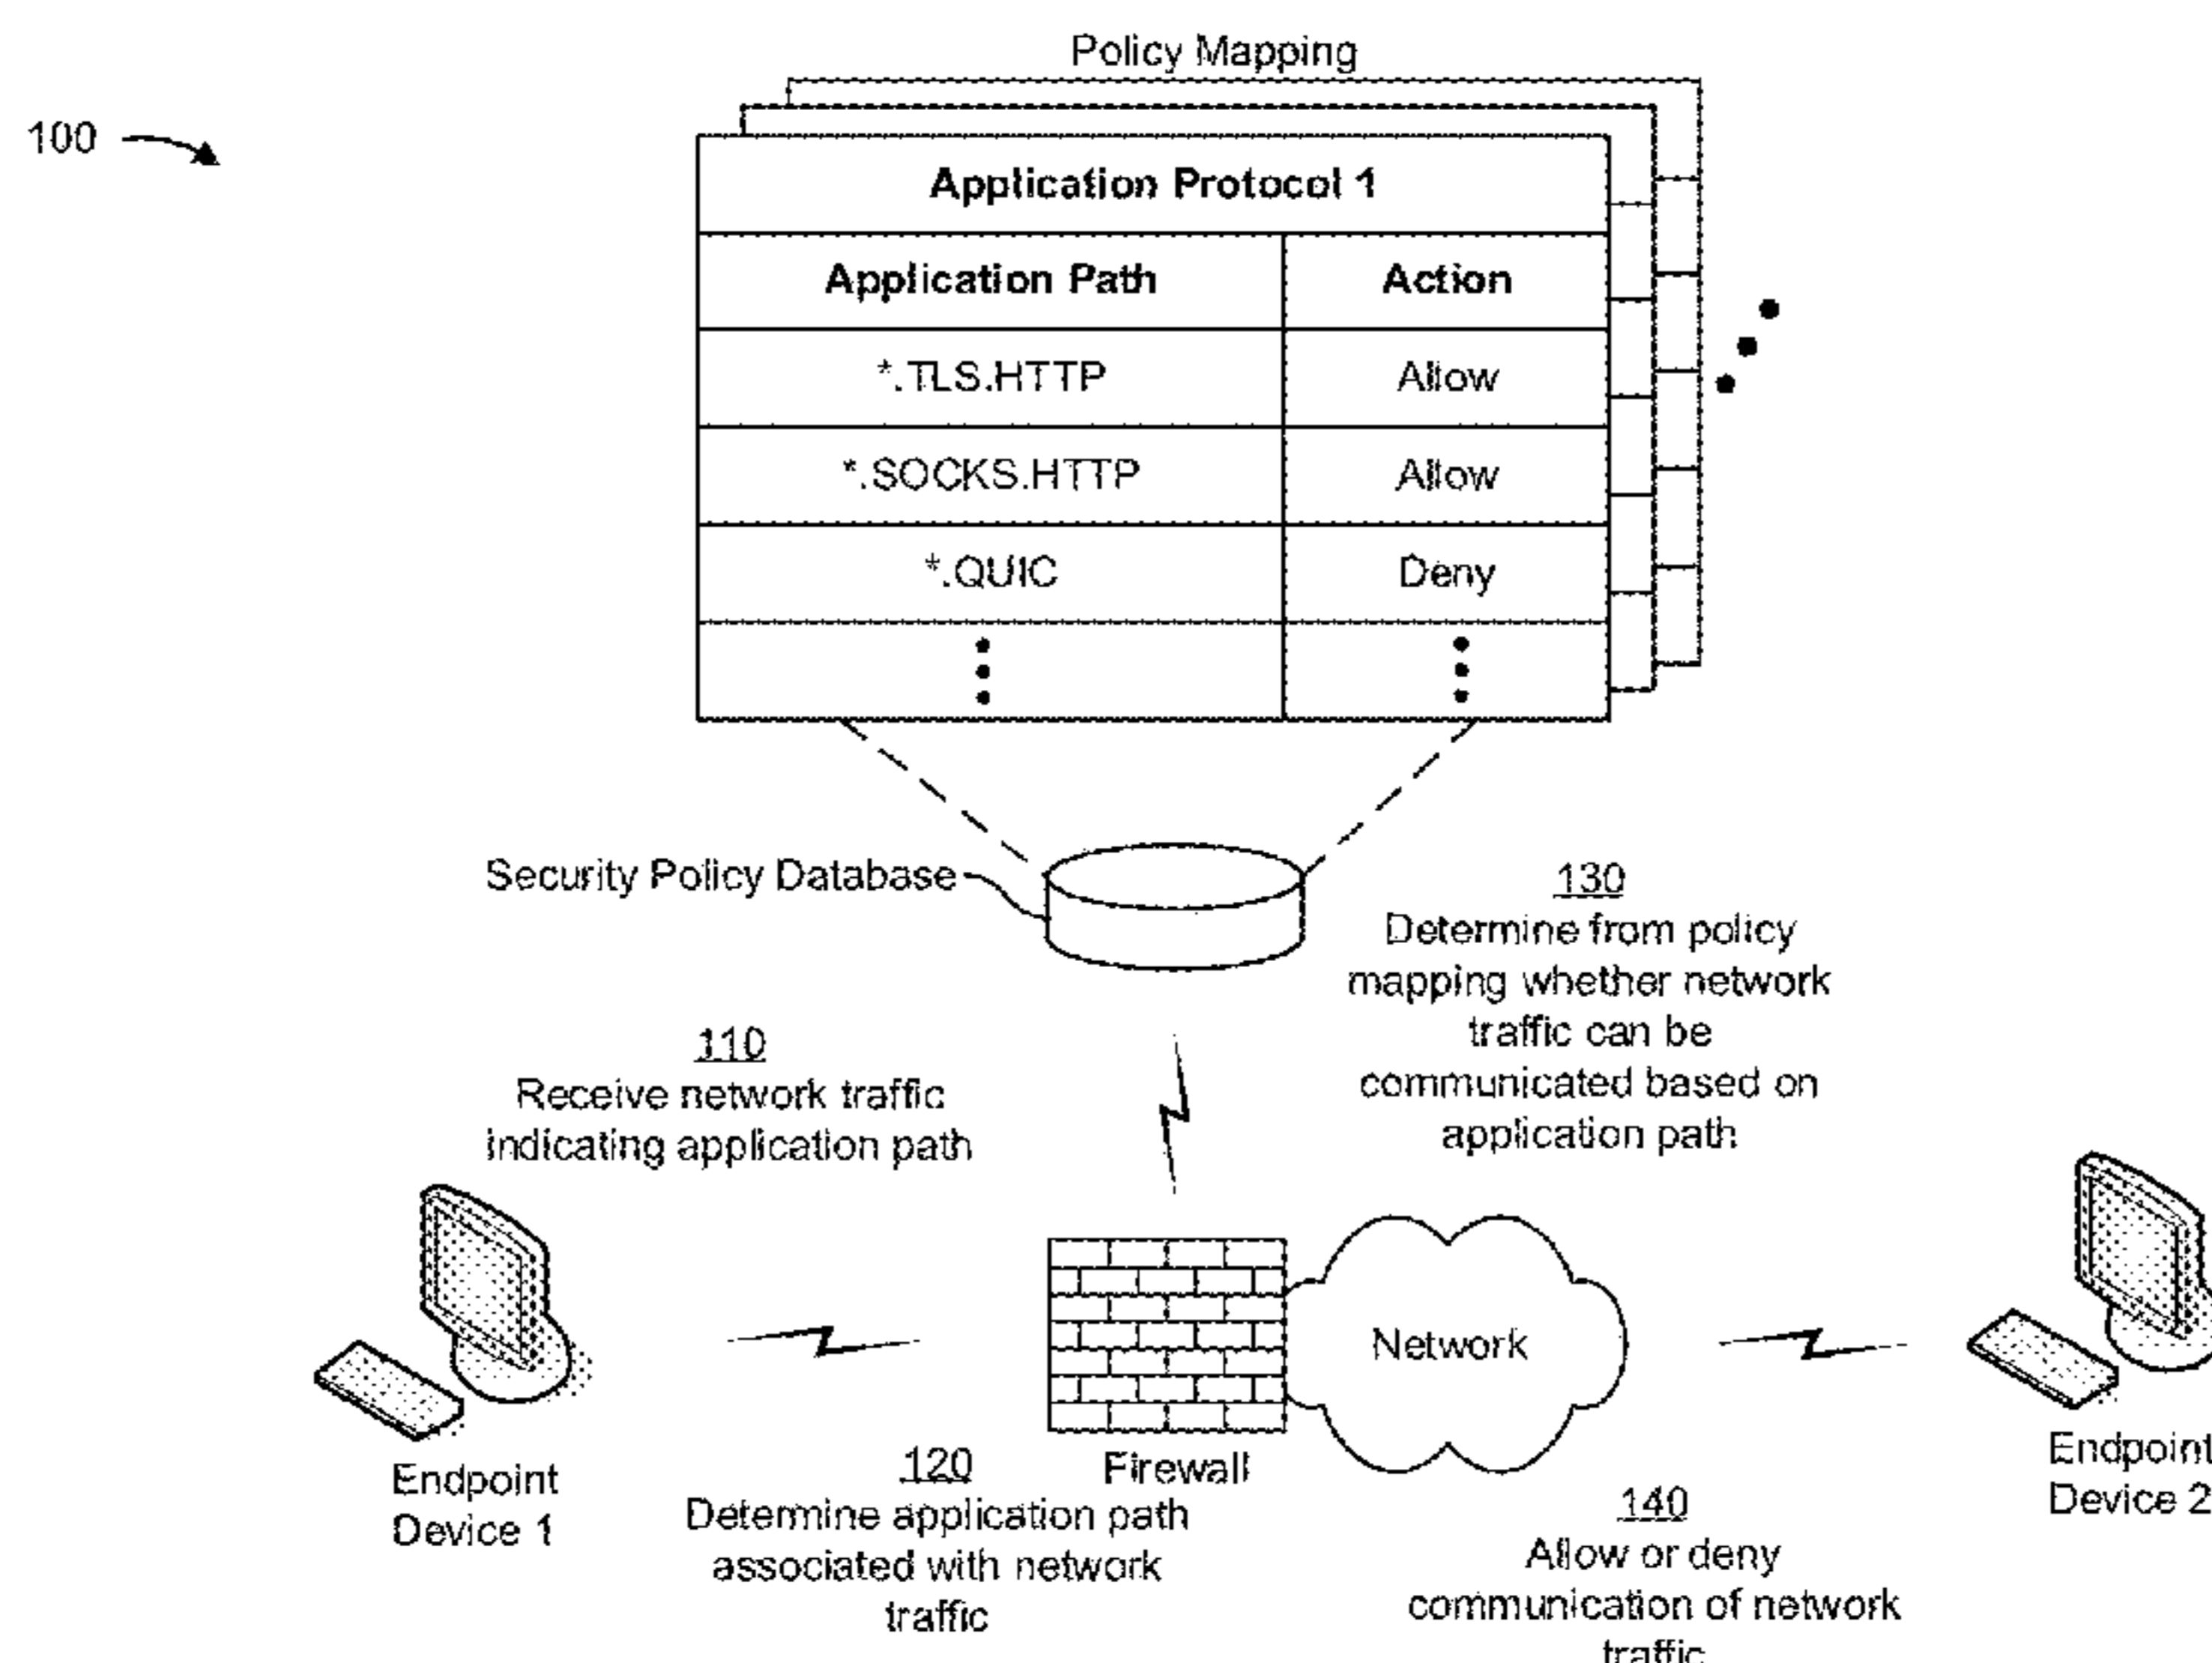 Policy Mapping
100
Application Protocol 1
Application Path Action
*.TLS.HTTP Allow
*.SOCKS.HTTP Allow
*.QUIC Deny
Security Policy Database
130
Determine from policy
mapping whether network
traffic can be
communicated based on
application path
110
Receive network traffic
indicating application path
Network
Firewall
Endpoint
Device 1
120
Determine application path
associated with network
traffic
Endpoint
Device 2
140
Allow or deny
communication of network
traffic